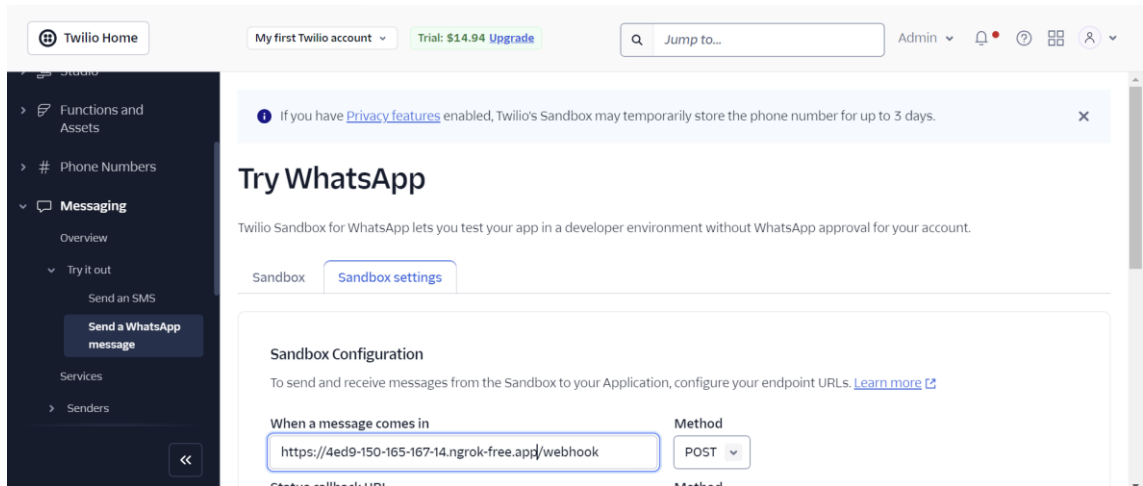 Twilio Home
My first Twilio account
Trial: $14.94 Upgrade
Jump to...
Admin
Studio
Functions and
Assets
# Phone Numbers
Messaging
Overview
Try it out
Send an SMS
Send a WhatsApp
message
Services
Senders
If you have Privacy features enabled, Twilio's Sandbox may temporarily store the phone number for up to 3 days.
Try WhatsApp
Twilio Sandbox for WhatsApp lets you test your app in a developer environment without WhatsApp approval for your account.
Sandbox
Sandbox settings
Sandbox Configuration
To send and receive messages from the Sandbox to your Application, configure your endpoint URLs. Learn more
When a message comes in
Method
https://4ed9-150-165-167-14.ngrok-free.app/webhook
POST
Status callback URL
Method